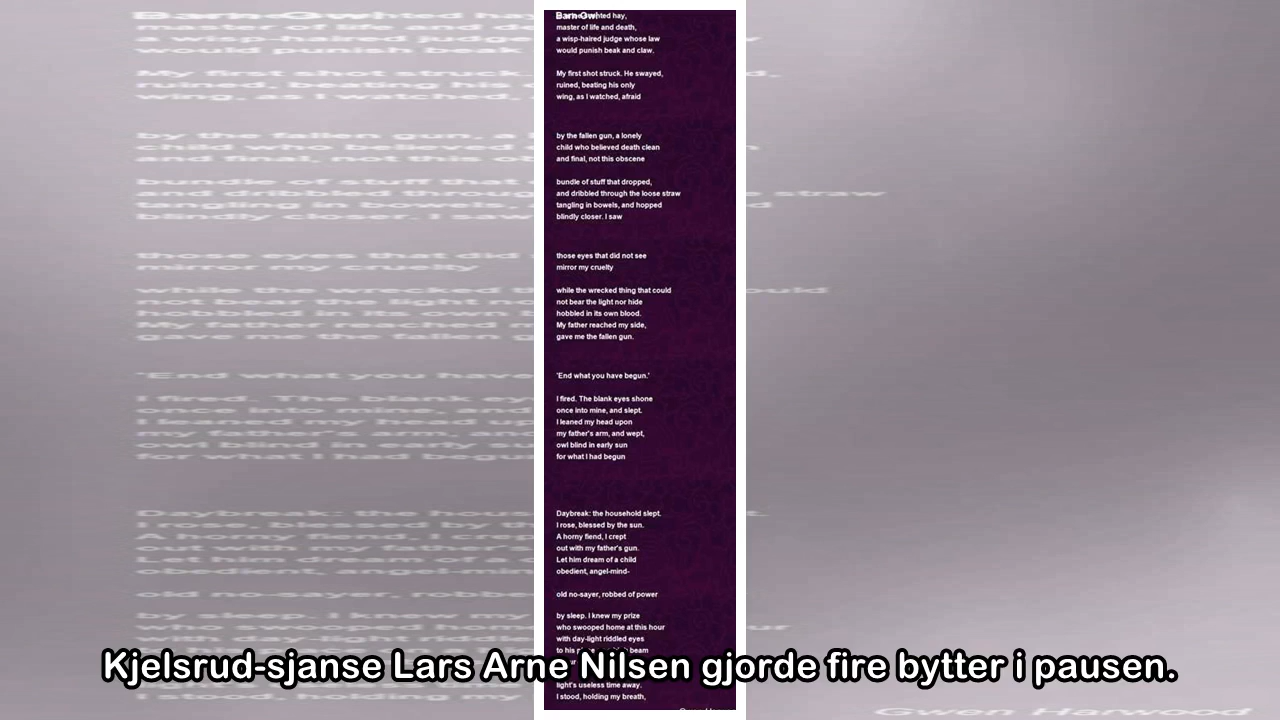 Barn Owl
hay,
master of life and death,
a wisp-haired judge whose law
would punish beak and claw.
My first shot struck. He swayed,
ruined, beating his only
wing, as I watched, afraid
by the fallen gun, a lonely
child who believed death clean
and final, not this obscene
bundle of stuff that dropped,
and dribbled through the loose straw
tangling in bowels, and hopped
blindly closer. I saw
those eyes that did not see
mirror my cruelty
while the wrecked thing that could
not bear the light nor hide
hobbled in its own blood.
My father reached my side,
gave me the fallen gun.
'End what you have begun.'
I fired. The blank eyes shone
once into mine, and slept.
I leaned my head upon
my father's arm, and wept,
owl blind in early sun
for what I had begun
Daybreak: the household slept.
I rose, blessed by the sun.
A horny fiend, I crept
out with my father's gun.
Let him dream of a child
obedient, angel-mind-
old no-sayer, robbed of power
by sleep. I knew my prize
who swooped home at this hour
with day-light riddled eyes
to his beam
Kjelsrud-sjanse Lars Arne Nilsen gjorde fire bytter i pausen.
light's useless time away.
I stood, holding my breath,
Gwen Harwood